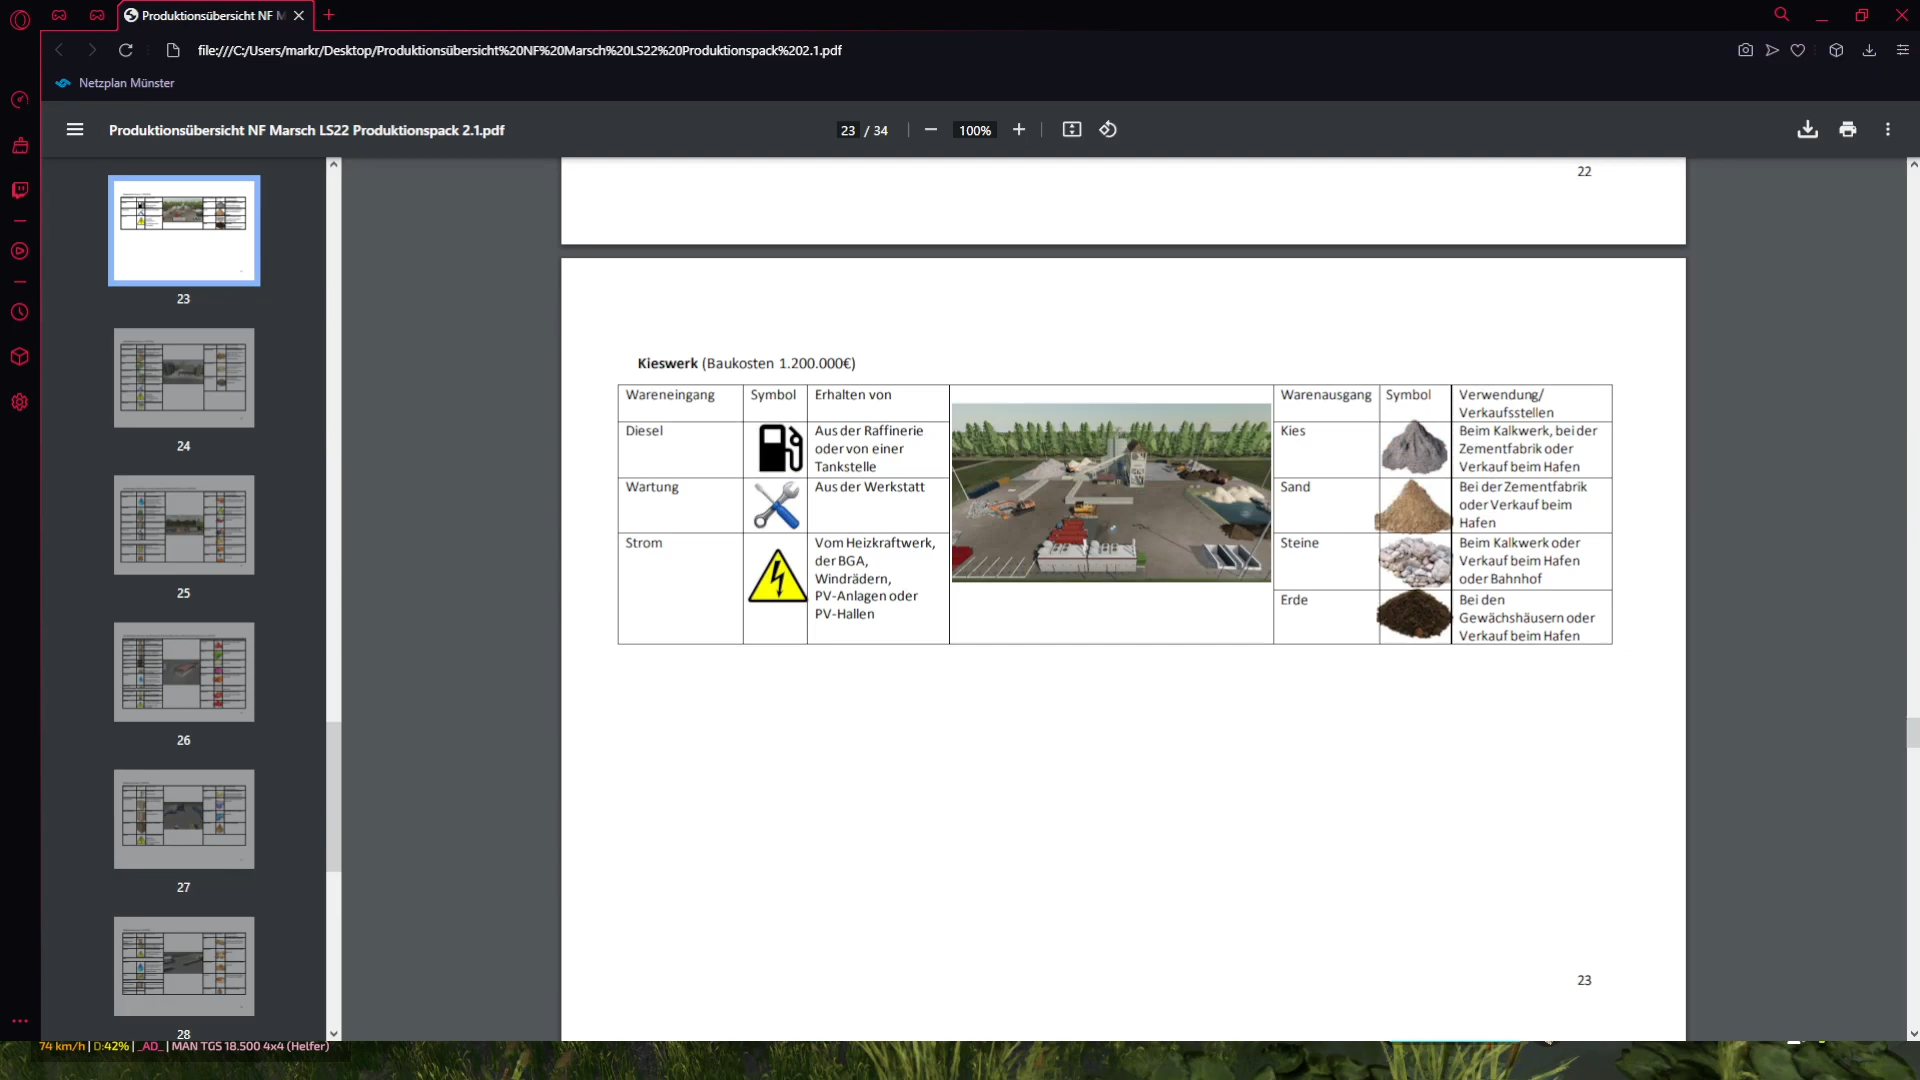 Produktionsübersicht NF M
file:///C:/Users/markr/Desktop/Produktionsübersicht%20NF%20Marsch%20LS22%20Produktionspack%202.1.pdf
Netzplan Münster
Produktionsübersicht NF Marsch LS22 Produktionspack 2.1.pdf
23 / 34
100%
23
24
25
26
27
28
22
Kieswerk (Baukosten 1.200.000€)
Wareneingang
Symbol
Erhalten von
Warenausgang
Symbol
Verwendung/
Verkaufsstellen
Diesel
Aus der Raffinerie
oder von einer
Tankstelle
Kies
Beim Kalkwerk, bei der
Zementfabrik oder
Verkauf beim Hafen
Wartung
Aus der Werkstatt
Sand
Bei der Zementfabrik
oder Verkauf beim
Hafen
Strom
Vom Heizkraftwerk,
der BGA,
Windrädern,
PV-Anlagen oder
PV-Hallen
Steine
Beim Kalkwerk oder
Verkauf beim Hafen
oder Bahnhof
Erde
Bei den
Gewächshäusern oder
Verkauf beim Hafen
23
74 km/h | D:42% | _AD_ | MAN TGS 18.500 4x4 (Helfer)